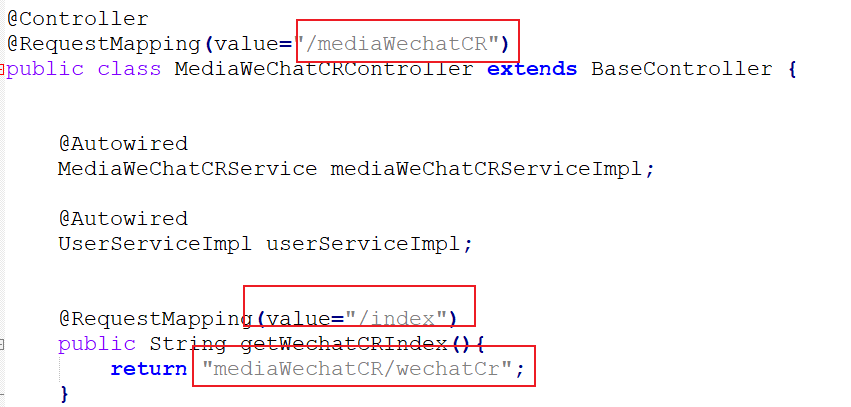 @Controller
@RequestMapping(value="/mediaWechatCR")
public class MediaWeChatCRController extends BaseController {
@Autowired
MediaWeChatCRService mediaWeChatCRServiceImpl;
@Autowired
UserServiceImpl userServiceImpl;
@RequestMapping(value="/index")
public String getWechatCRIndex(){
return "mediaWechatCR/wechatCr";
}